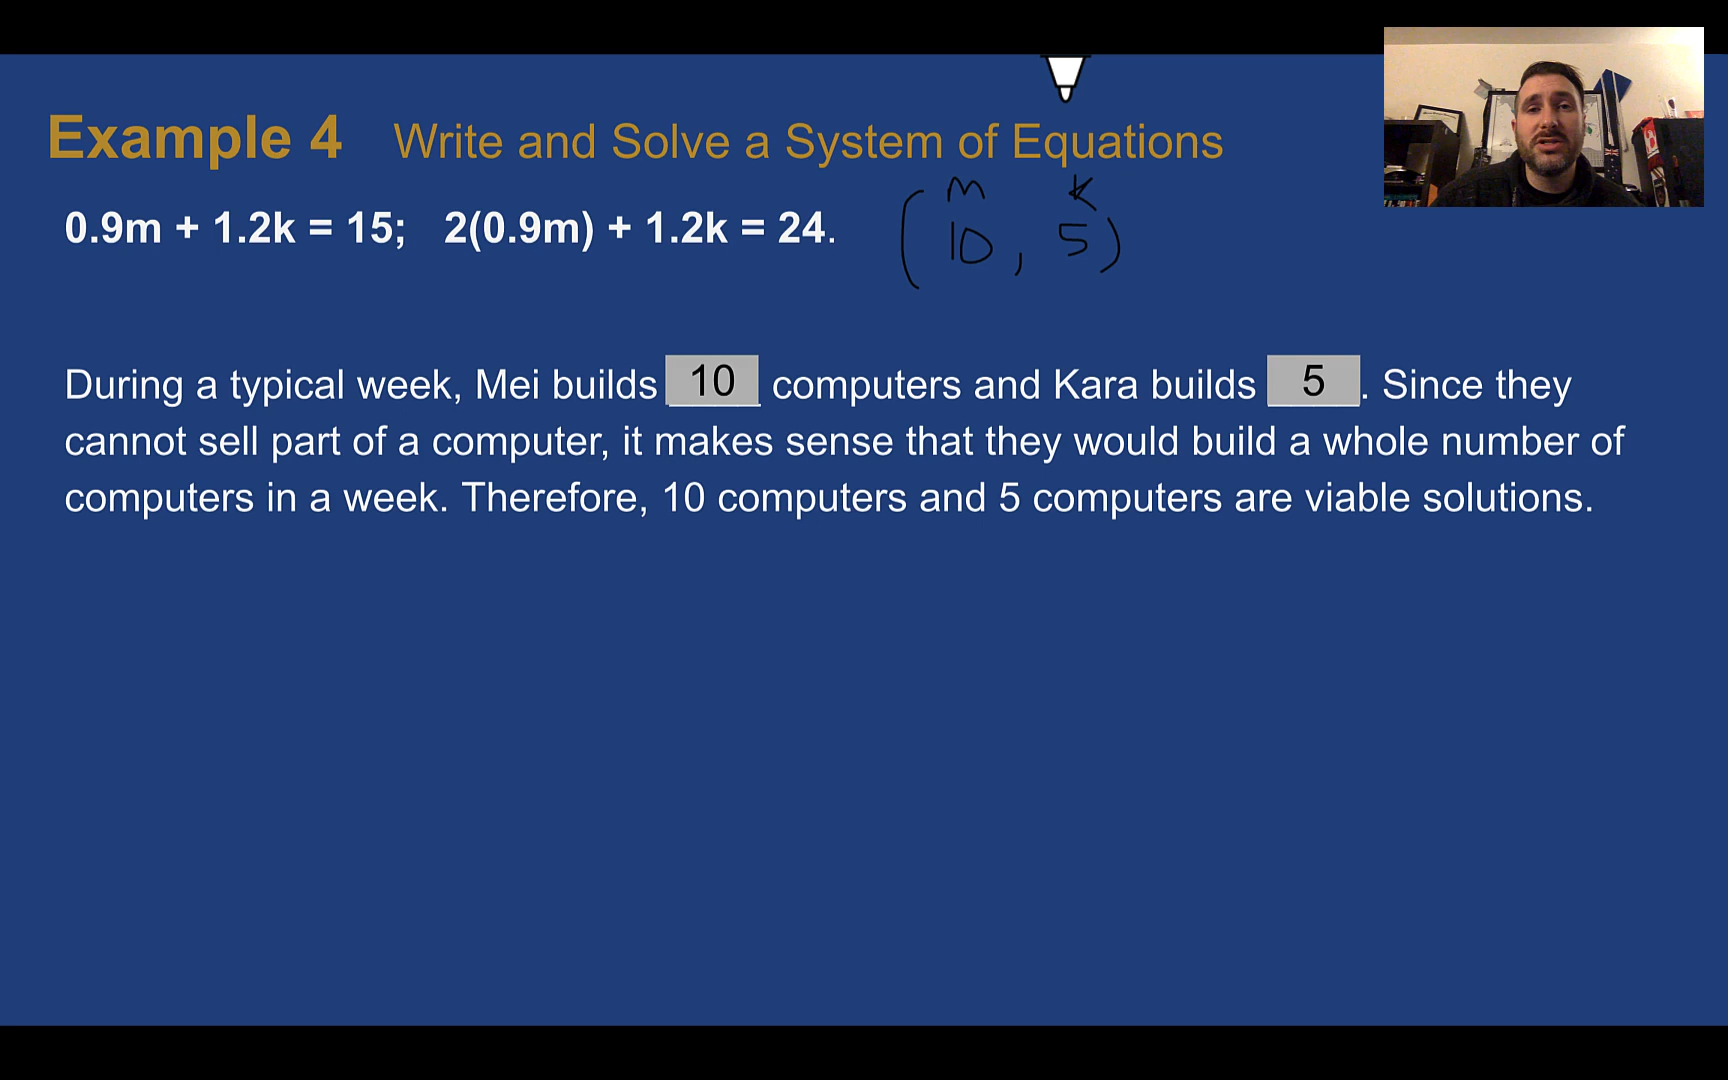 Example 4 Write and Solve a System of Equations
m k
0.9m + 1.2k = 15; 2(0.9m) + 1.2k = 24. (10, 5)
During a typical week, Mei builds 10 computers and Kara builds 5. Since they
cannot sell part of a computer, it makes sense that they would build a whole number of
computers in a week. Therefore, 10 computers and 5 computers are viable solutions.